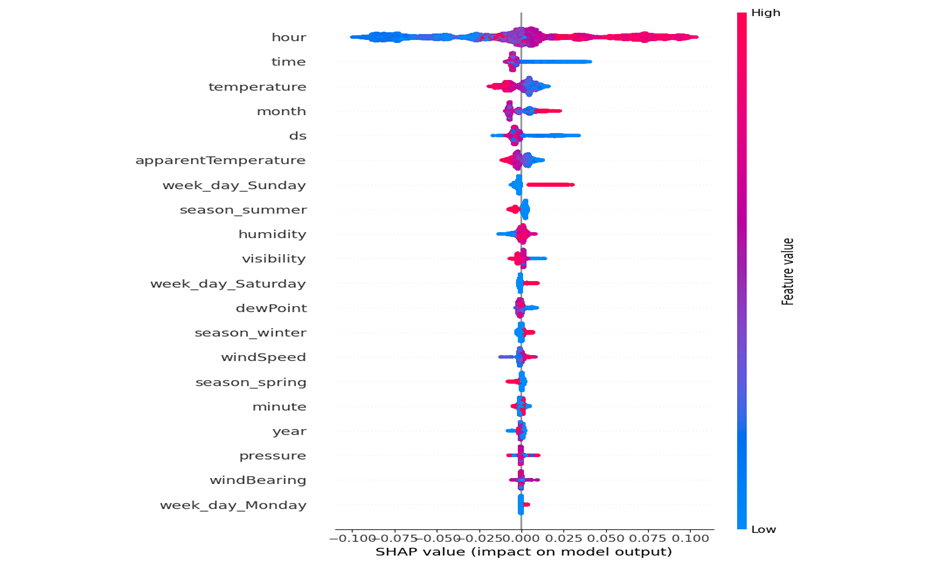 High
hour
time
temperature
month
ds
apparentTemperature
week_day_Sunday
season_summer
humidity
visibility
week_day_Saturday
dewPoint
season_winter
windSpeed
season_spring
minute
year
pressure
windBearing
week_day_Monday
Feature value
Low
−0.100 −0.075 −0.050 −0.025 0.000 0.025 0.050 0.075 0.100
SHAP value (impact on model output)